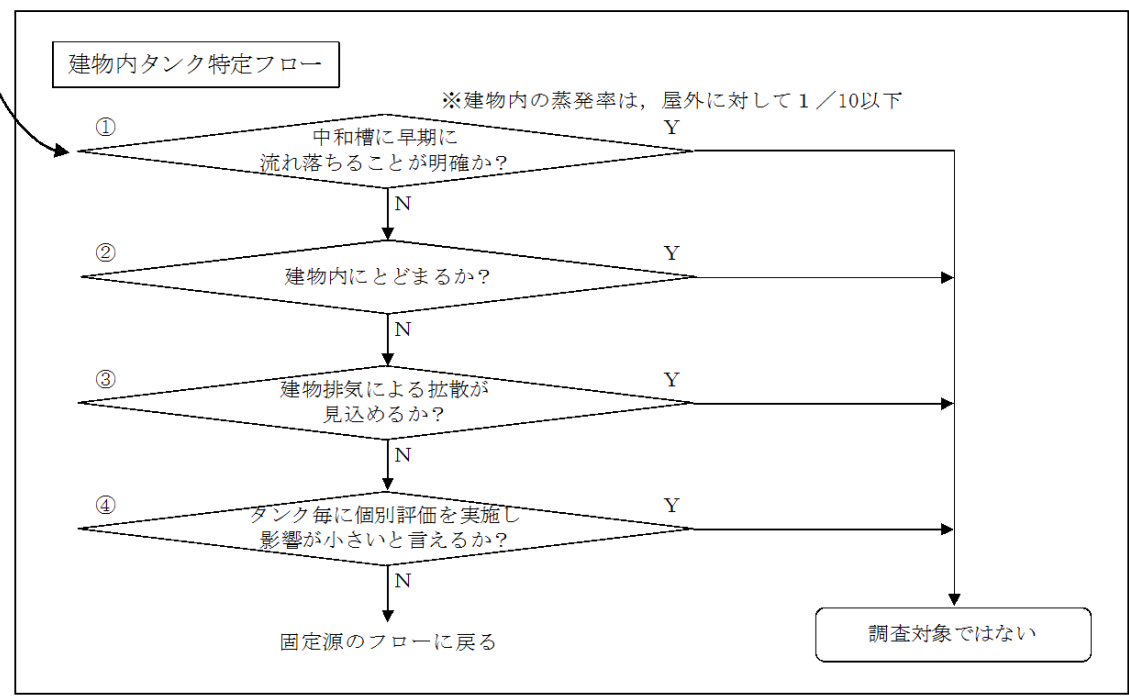 建物内タンク特定フロー
※建物内の蒸発率は，屋外に対して１／10以下
①
中和槽に早期に
流れ落ちることが明確か？
Y
N
②
建物内にとどまるか？
Y
N
③
建物排気による拡散が
見込めるか？
Y
N
④
タンク毎に個別評価を実施し
影響が小さいと言えるか？
Y
N
固定源のフローに戻る
調査対象ではない